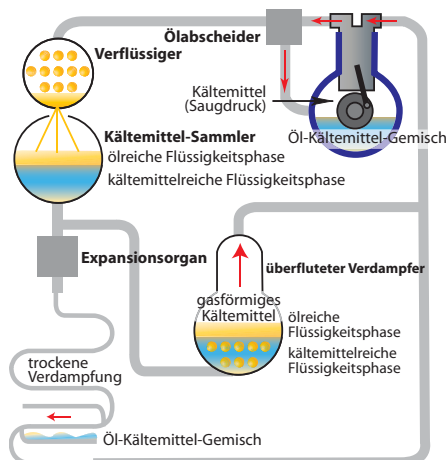 Ölabscheider
Verflüssiger
Kältemittel
(Saugdruck)
Öl-Kältemittel-Gemisch
Kältemittel-Sammler
ölreiche Flüssigkeitsphase
kältemittelreiche Flüssigkeitsphase
Expansionsorgan
überfluteter Verdampfer
gasförmiges
Kältemittel
ölreiche
Flüssigkeitsphase
kältemittelreiche
Flüssigkeitsphase
trockene
Verdampfung
Öl-Kältemittel-Gemisch